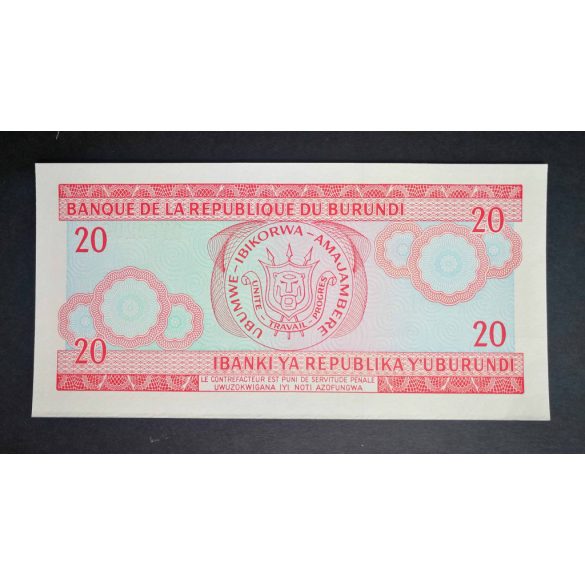 BANQUE DE LA REPUBLIQUE DU BURUNDI
20
20
UBUMWE-IBIKORWA-AMAJAMBERE
UNITE-TRAVAIL-PROGRES
20
20
IBANKI YA REPUBLIKA Y'UBURUNDI
LE CONTREFACTEUR EST PUNI DE SERVITUDE PENALE
UWUZOKWIGANA IYI NOTI AZOFUNGWA